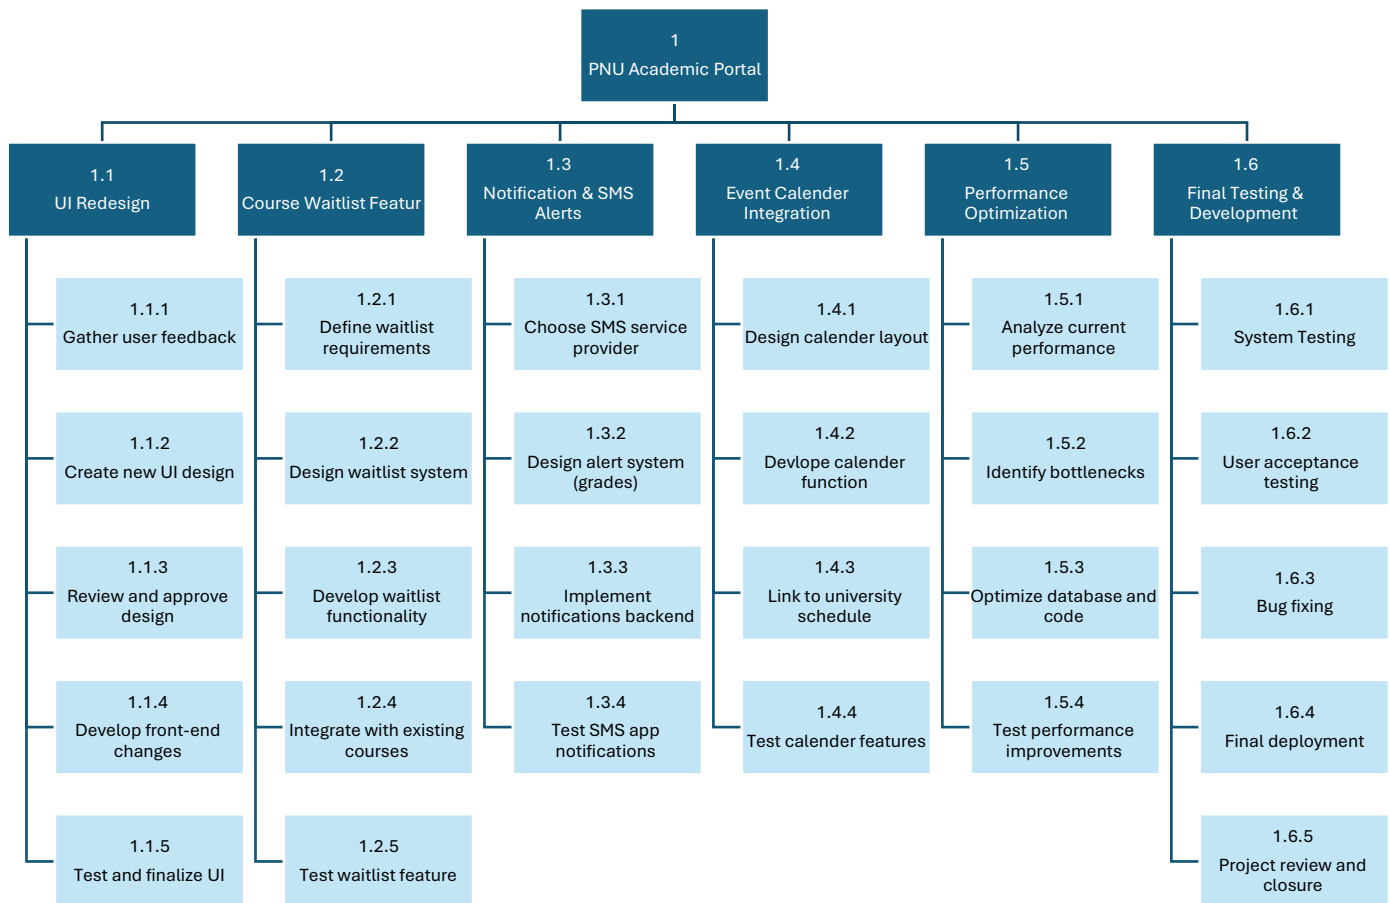 1
PNU Academic Portal
1.1
UI Redesign
1.2
Course Waitlist Featur
1.3
Notification & SMS
Alerts
1.4
Event Calender
Integration
1.5
Performance
Optimization
1.6
Final Testing &
Development
1.1.1
Gather user feedback
1.1.2
Create new UI design
1.1.3
Review and approve
design
1.1.4
Develop front-end
changes
1.1.5
Test and finalize UI
1.2.1
Define waitlist
requirements
1.2.2
Design waitlist system
1.2.3
Develop waitlist
functionality
1.2.4
Integrate with existing
courses
1.2.5
Test waitlist feature
1.3.1
Choose SMS service
provider
1.3.2
Design alert system
(grades)
1.3.3
Implement
notifications backend
1.3.4
Test SMS app
notifications
1.4.1
Design calender layout
1.4.2
Devlope calender
function
1.4.3
Link to university
schedule
1.4.4
Test calender features
1.5.1
Analyze current
performance
1.5.2
Identify bottlenecks
1.5.3
Optimize database and
code
1.5.4
Test performance
improvements
1.6.1
System Testing
1.6.2
User acceptance
testing
1.6.3
Bug fixing
1.6.4
Final deployment
1.6.5
Project review and
closure